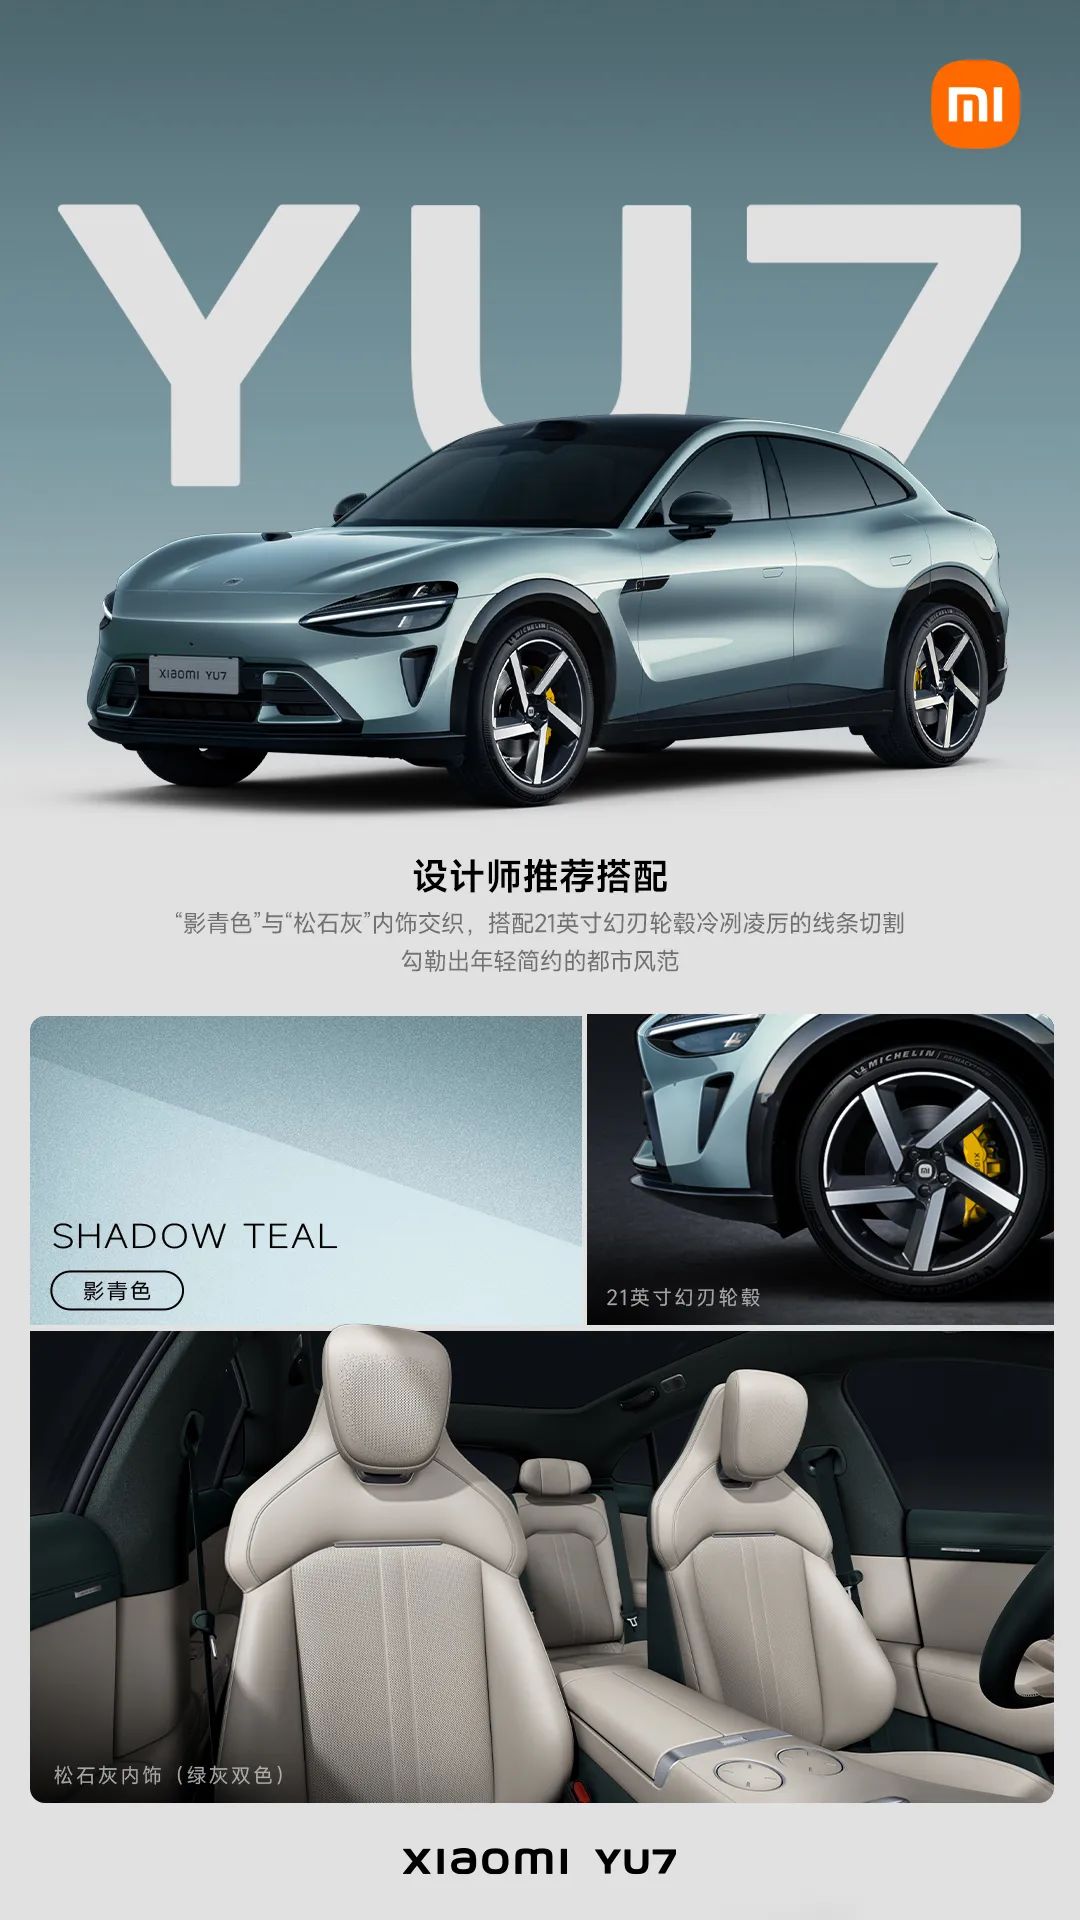 mi
YU7
XIAOMI YU7
设计师推荐搭配
“影青色”与“松石灰”内饰交织，搭配21英寸幻刃轮毂冷冽凌厉的线条切割
勾勒出年轻简约的都市风范
SHADOW TEAL
影青色
MICHELIN
21英寸幻刃轮毂
松石灰内饰（绿灰双色）
XIAOMI YU7